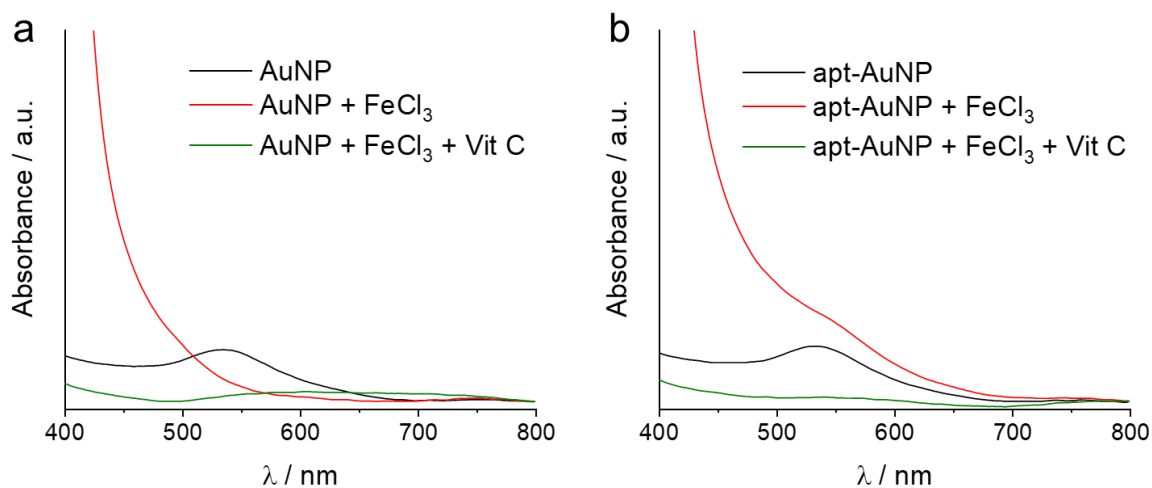 a
AuNP
AuNP + FeCl₃
AuNP + FeCl₃ + Vit C
Absorbance / a.u.
400 500 600 700 800
λ / nm
b
apt-AuNP
apt-AuNP + FeCl₃
apt-AuNP + FeCl₃ + Vit C
Absorbance / a.u.
400 500 600 700 800
λ / nm